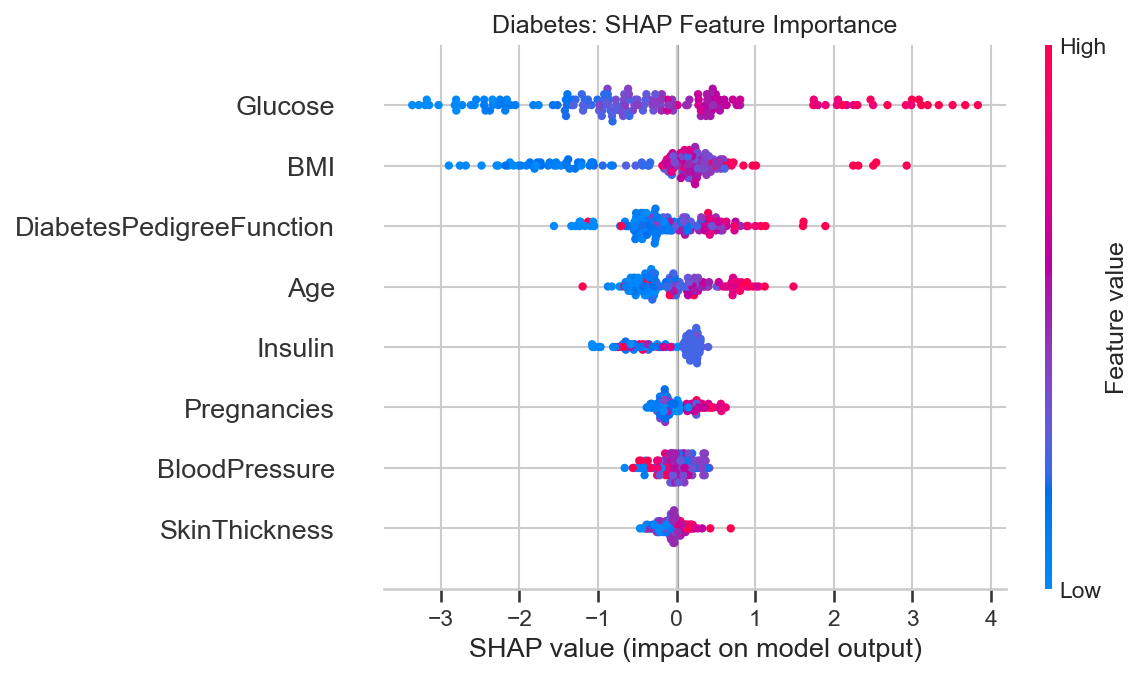 Diabetes: SHAP Feature Importance
High
Glucose
BMI
DiabetesPedigreeFunction
Age
Insulin
Pregnancies
BloodPressure
SkinThickness
Feature value
Low
−3 −2 −1 0 1 2 3 4
SHAP value (impact on model output)